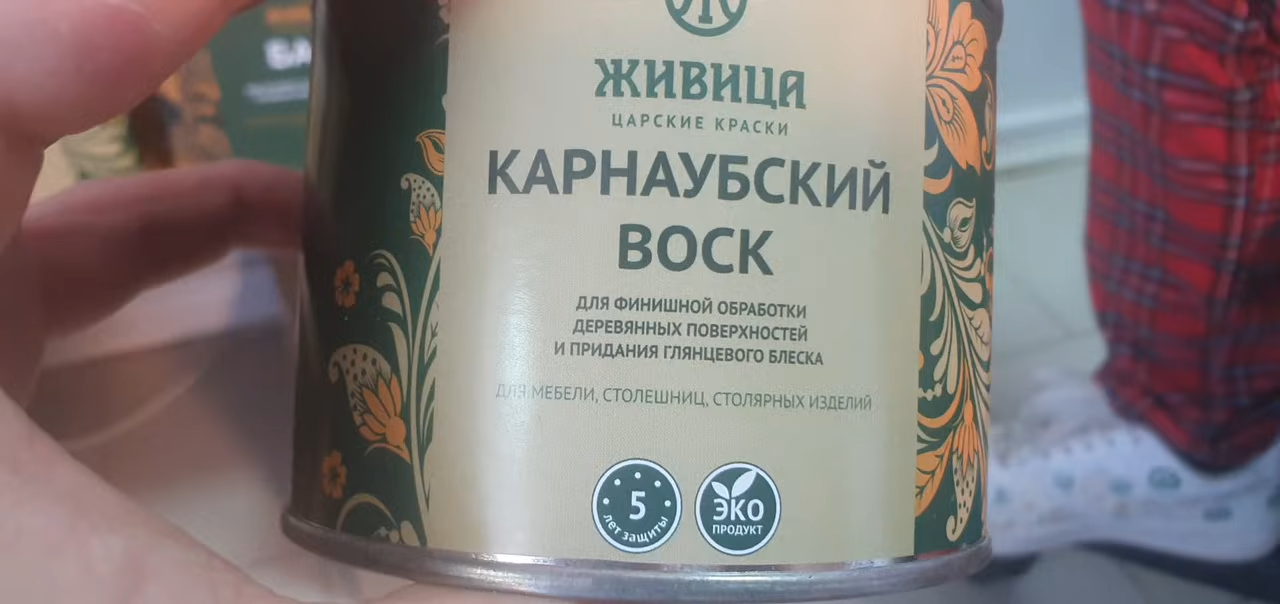 ЖИВИЦА
ЦАРСКИЕ КРАСКИ
КАРНАУБСКИЙ
ВОСК
ДЛЯ ФИНИШНОЙ ОБРАБОТКИ
ДЕРЕВЯННЫХ ПОВЕРХНОСТЕЙ
И ПРИДАНИЯ ГЛЯНЦЕВОГО БЛЕСКА
ДЛЯ МЕБЕЛИ, СТОЛЕШНИЦ, СТОЛЯРНЫХ ИЗДЕЛИЙ
5
лет защиты
ЭКО
ПРОДУКТ